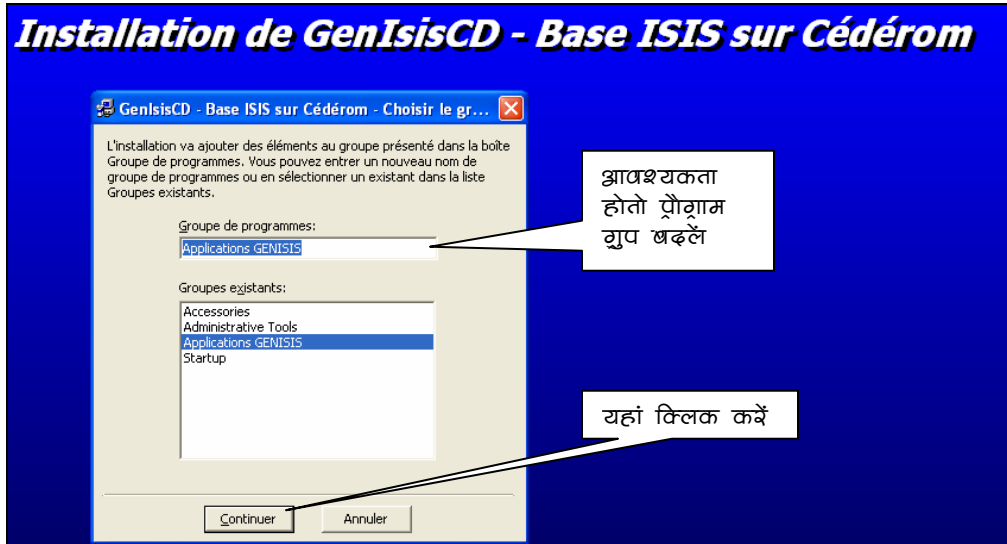 Installation de GenIsisCD - Base ISIS sur Cédérom
GenIsisCD - Base ISIS sur Cédérom - Choisir le gr...
L'installation va ajouter des éléments au groupe présenté dans la boîte
Groupe de programmes. Vous pouvez entrer un nouveau nom de
groupe de programmes ou en sélectionner un existant dans la liste
Groupes existants.
Groupe de programmes:
Applications GENISIS
Groupes existants:
Accessories
Administrative Tools
Applications GENISIS
Startup
Continuer
Annuler
आवश्यकता
होतो प्रौग्राम
ग्रुप बदलें
यहां क्लिक करें